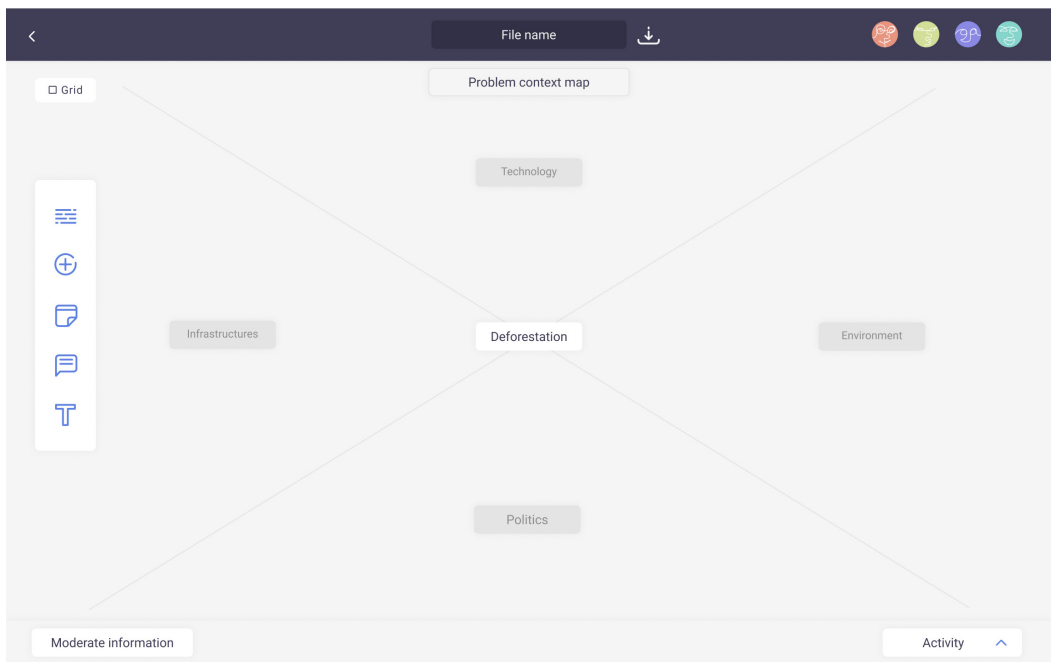 File name
Problem context map
Grid
Technology
Infrastructures
Deforestation
Environment
Politics
Moderate information
Activity